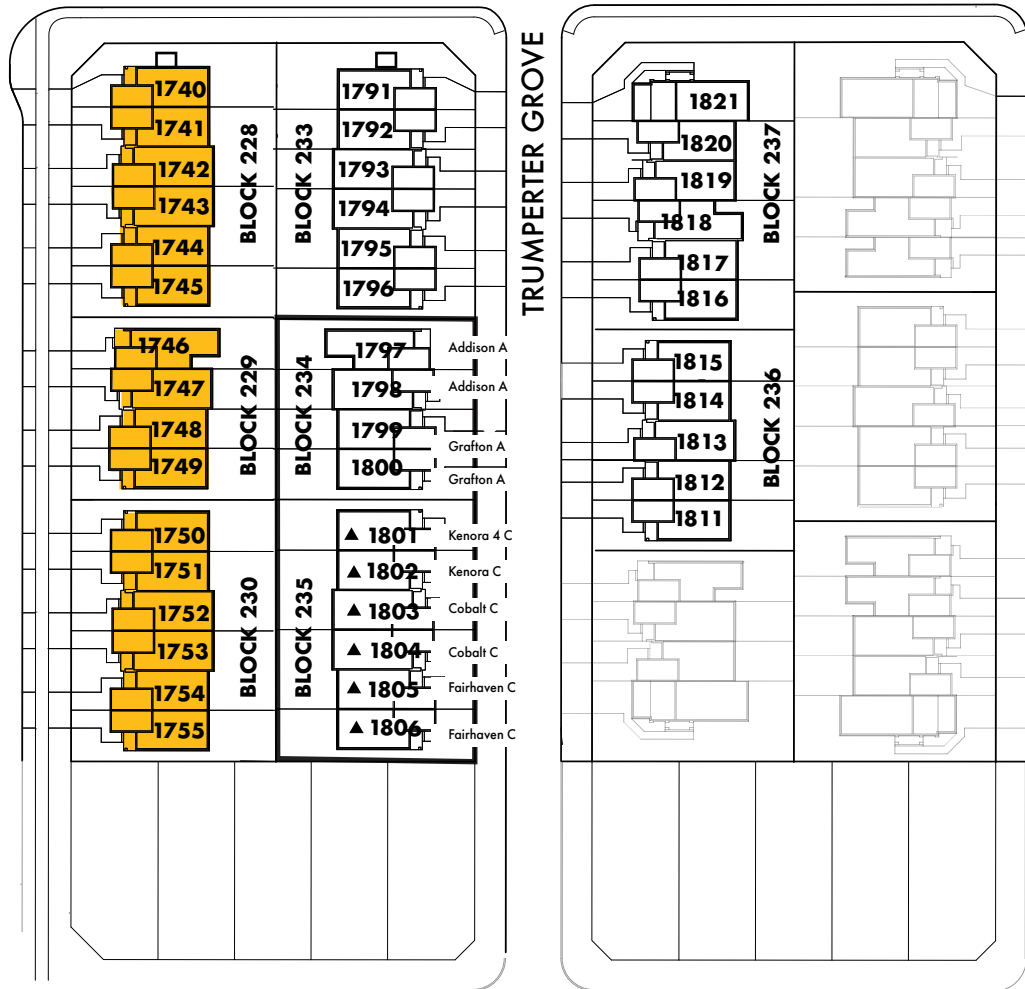 1740
1741
1742
1743
1744
1745
BLOCK 228
1746
1747
1748
1749
BLOCK 229
1750
1751
1752
1753
1754
1755
BLOCK 230
1791
1792
1793
1794
1795
1796
BLOCK 233
1797 Addison A
1798 Addison A
1799 Grafton A
1800 Grafton A
BLOCK 234
▲ 1801 Kenora 4 C
▲ 1802 Kenora C
▲ 1803 Cobalt C
▲ 1804 Cobalt C
▲ 1805 Fairhaven C
▲ 1806 Fairhaven C
BLOCK 235
TRUMPERTER GROVE
1821
1820
1819
1818
1817
1816
BLOCK 237
1815
1814
1813
1812
1811
BLOCK 236